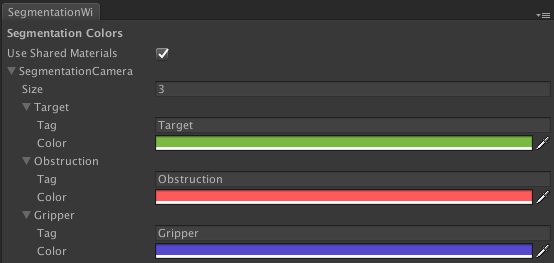 SegmentationWi
Segmentation Colors
Use Shared Materials
SegmentationCamera
Size 3
Target
Tag Target
Color
Obstruction
Tag Obstruction
Color
Gripper
Tag Gripper
Color